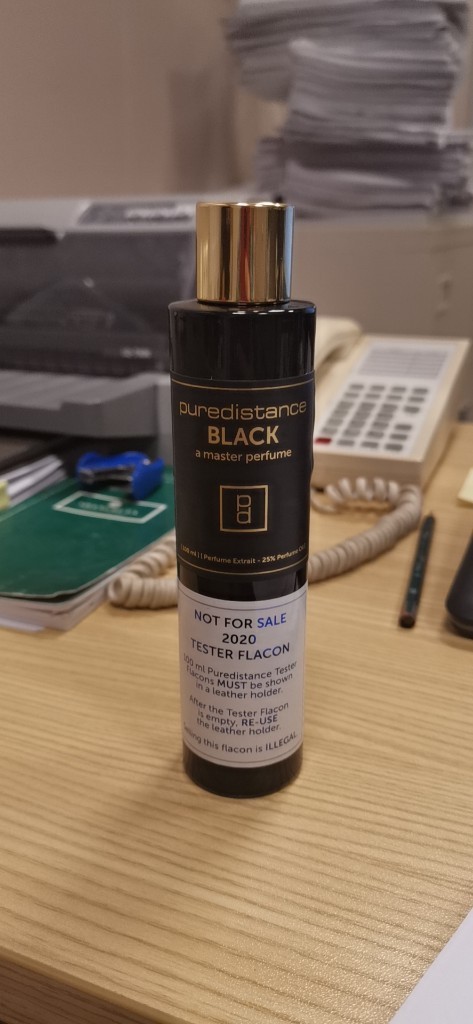 puredistance
BLACK
a master perfume
p
d
100 ml | Parfume Extrait - 25% Perfume Oil
NOT FOR SALE
2020
TESTER FLACON
100 ml Puredistance Tester
Flacons MUST be shown
in a leather holder.
After the Tester Flacon
is empty, RE-USE
the leather holder.
this flacon is ILLEGAL